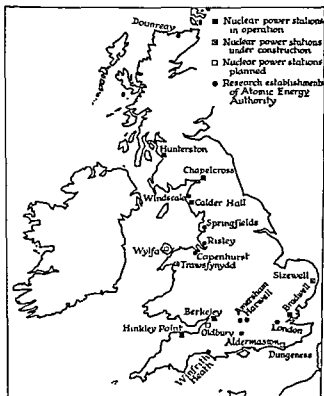 Dounreay
Nuclear power stations
in operation
Nuclear power stations
under construction
Nuclear power stations
planned
Research establishments
of Atomic Energy
Authority
Hunterston
Chapelcross
Windscale
Calder Hall
Springfields
Risley
Wylfa
Capenhurst
Trawsfynydd
Sizewell
Bradwell
Amersham
Harwell
Berkeley
Hinkley Point
Oldbury
London
Aldermaston
Dungeness
Winfrith
Heath